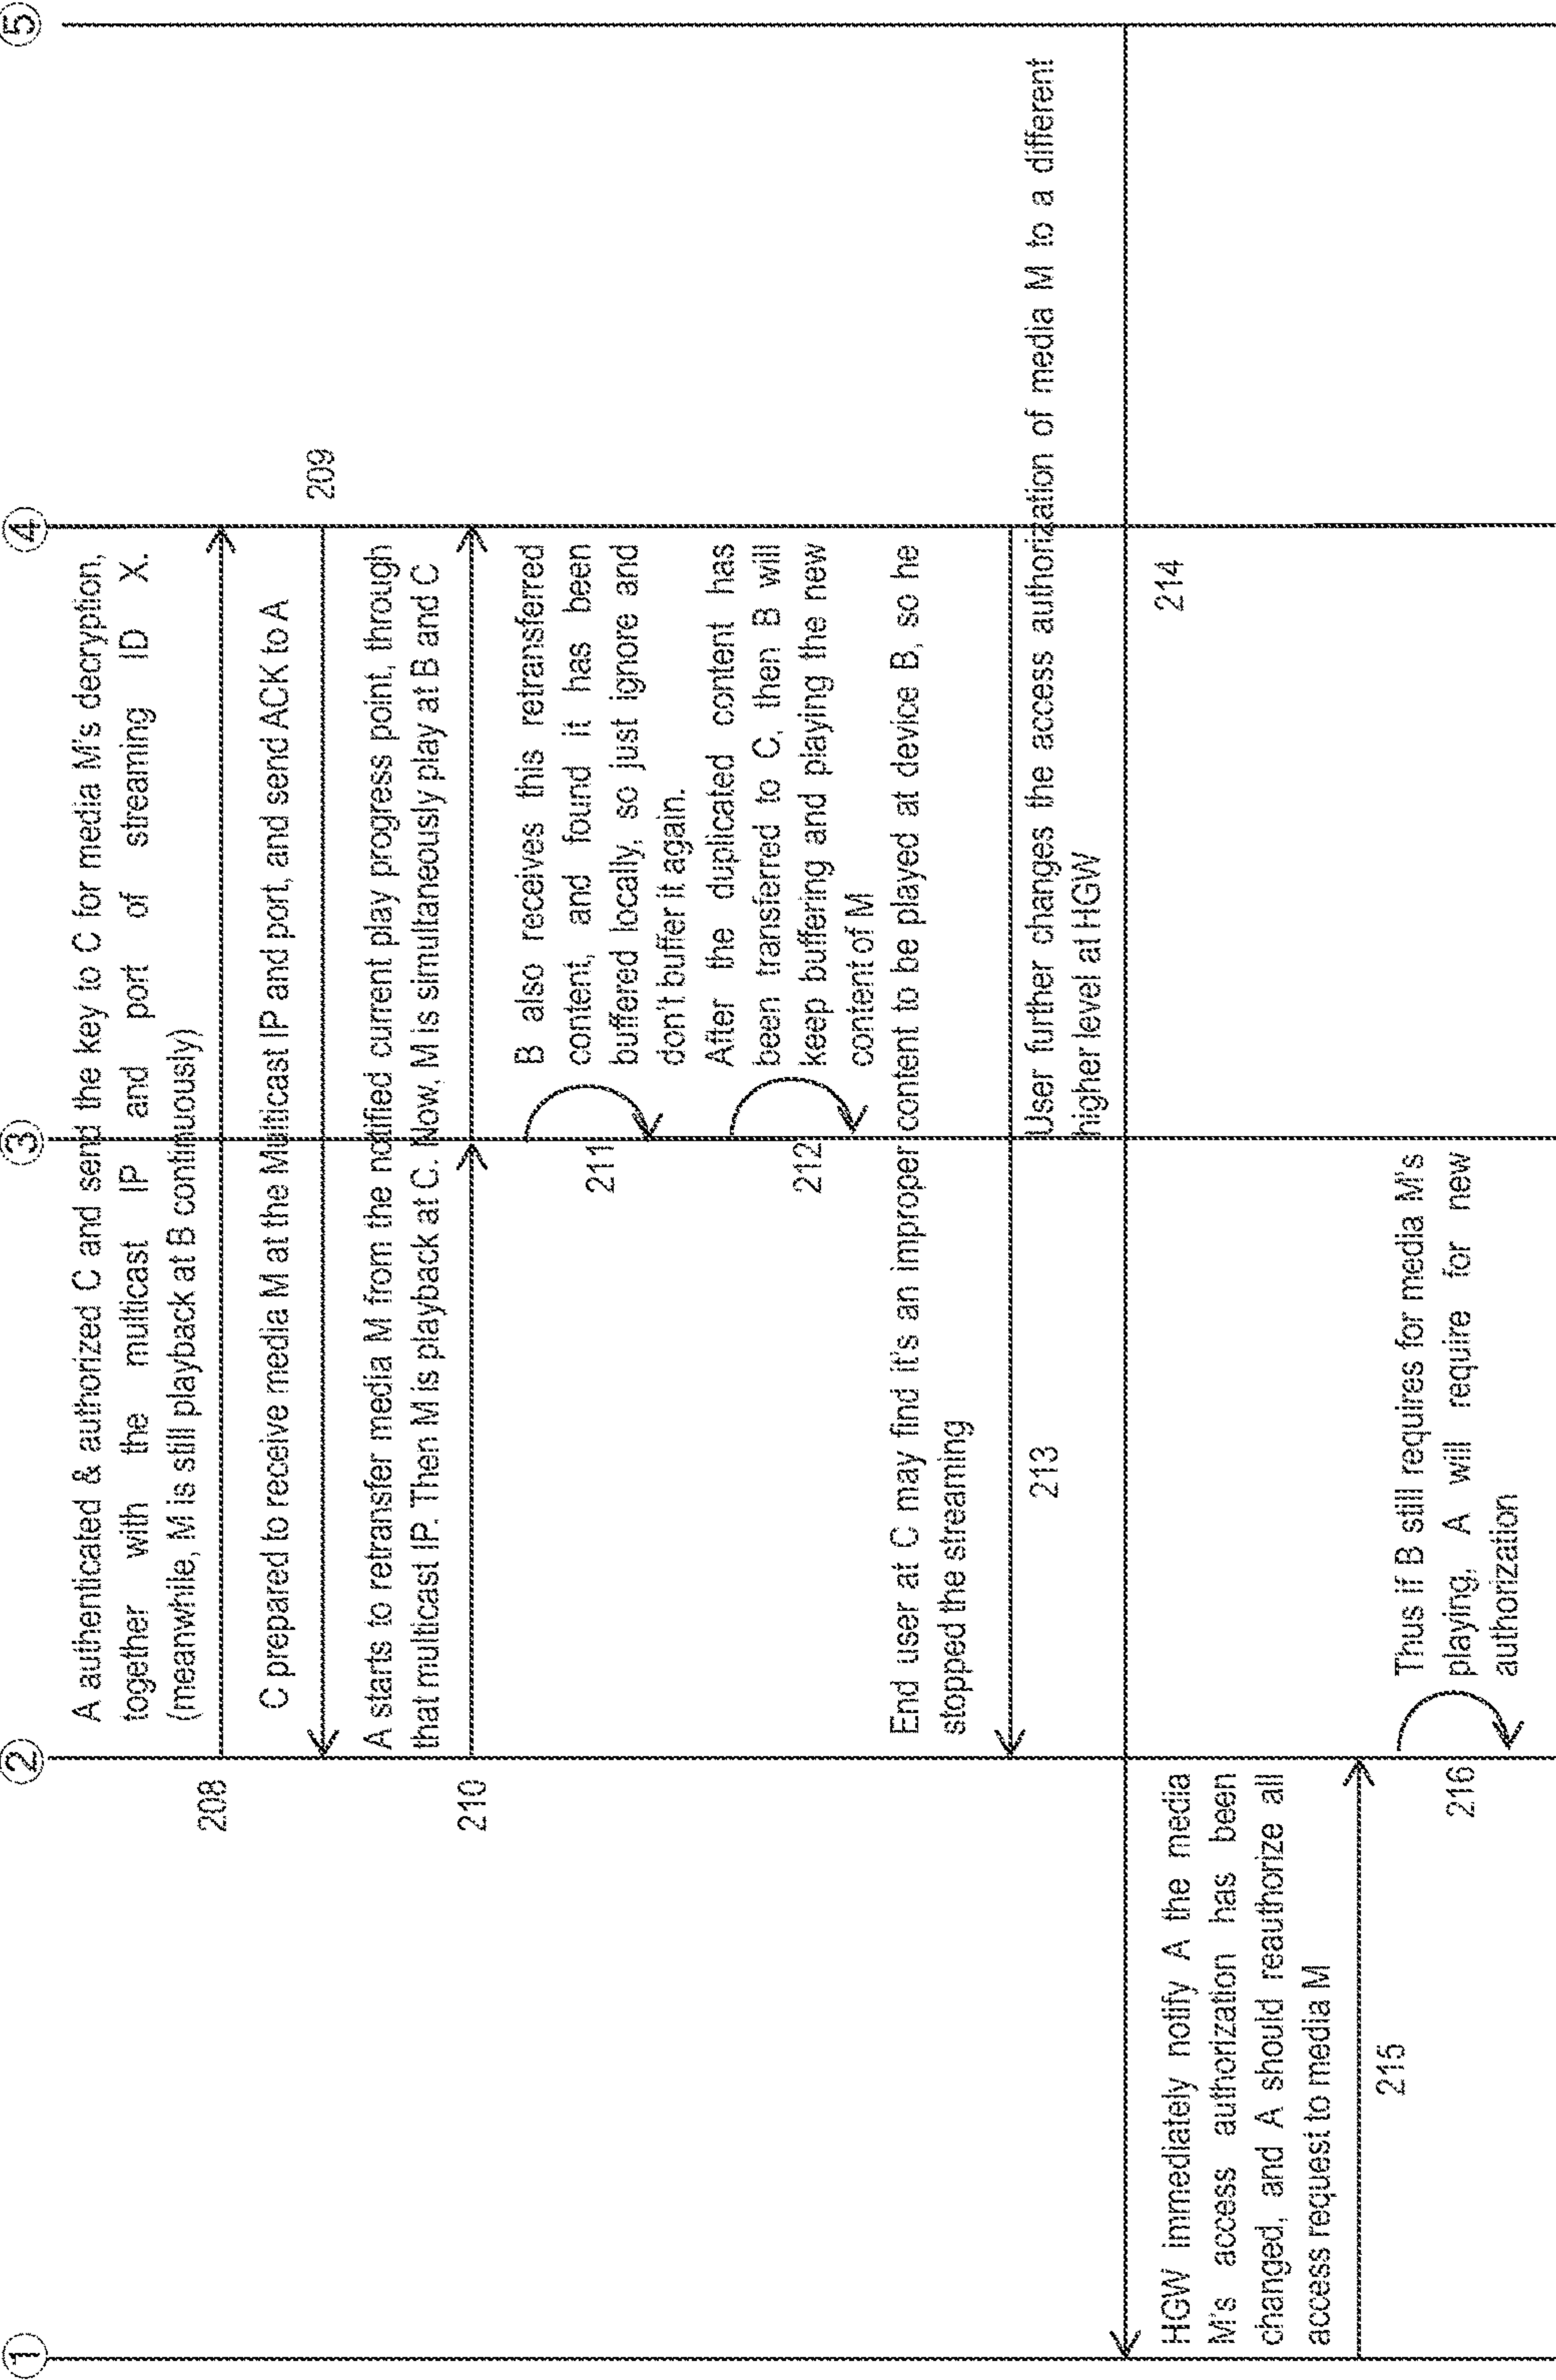 ① ② ③ ④ ⑤
A authenticated & authorized C and send the key to C for media M's decryption,
together with the multicast IP and port of streaming ID X.
(meanwhile, M is still playback at B continuously)
208
C prepared to receive media M at the Multicast IP and port, and send ACK to A
209
A starts to retransfer media M from the notified current play progress point, through
that multicast IP. Then M is playback at C. Now, M is simultaneously play at B and C
210
B also receives this retransferred
content, and found it has been
buffered locally, so just ignore and
don't buffer it again.
211
After the duplicated content has
been transferred to C, then B will
keep buffering and playing the new
content of M
212
End user at C may find it's an improper content to be played at device B, so he
stopped the streaming
213
User further changes the access authorization of media M to a different
higher level at HGW
214
HGW immediately notify A the media
M's access authorization has been
changed, and A should reauthorize all
access request to media M
215
Thus if B still requires for media M's
playing, A will require for new
authorization
216